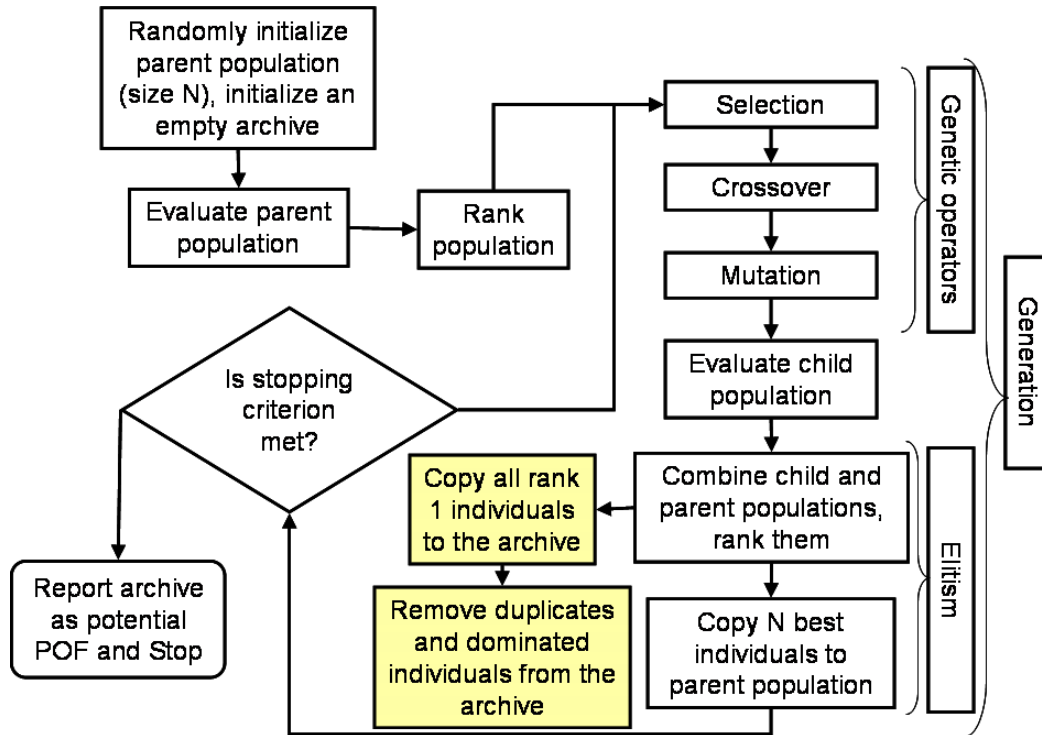 Randomly initialize
parent population
(size N), initialize an
empty archive
Evaluate parent
population
Rank
population
Selection
Crossover
Mutation
Evaluate child
population
Combine child and
parent populations,
rank them
Copy N best
individuals to
parent population
Copy all rank
1 individuals
to the archive
Remove duplicates
and dominated
individuals from the
archive
Is stopping
criterion
met?
Report archive
as potential
POF and Stop
Genetic operators
Elitism
Generation